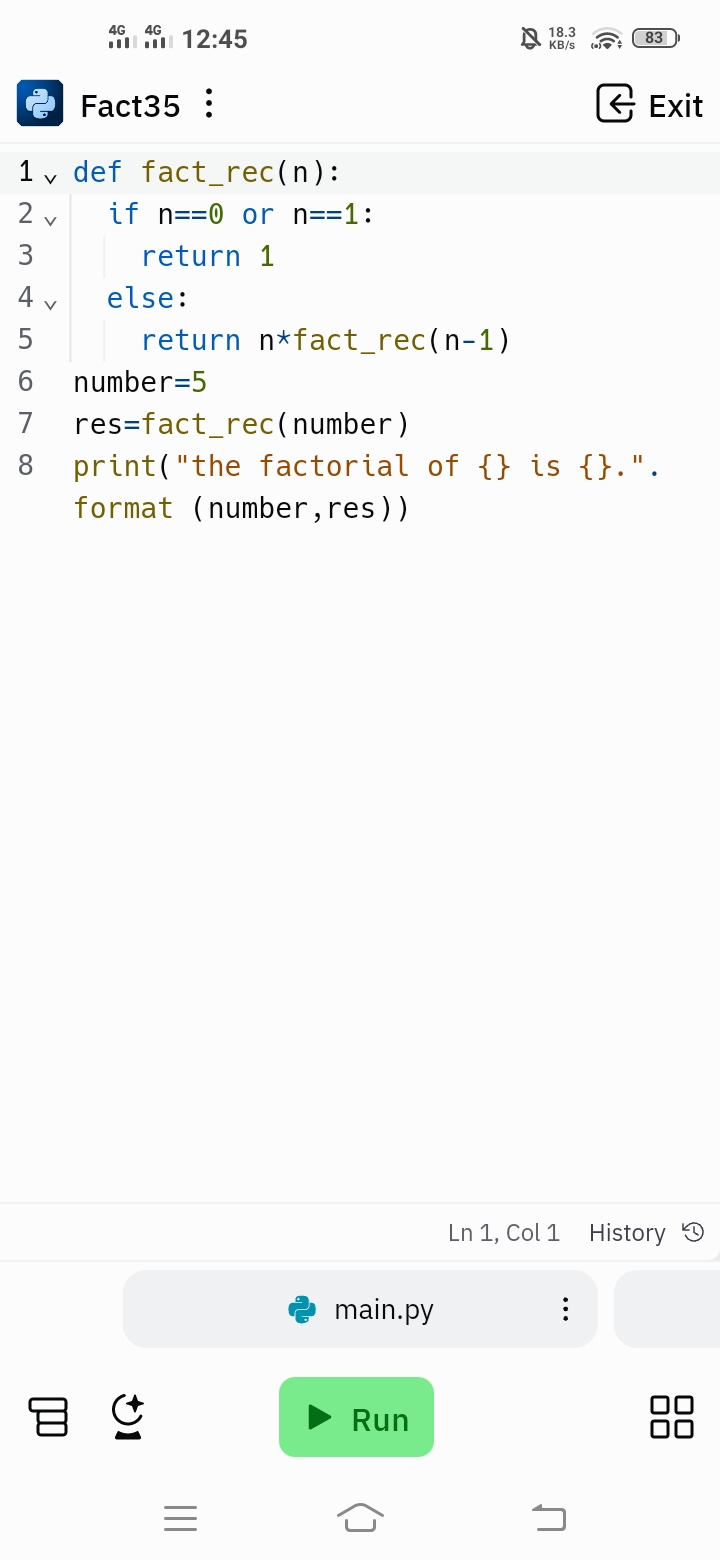 4G 4G 12:45 18.3 KB/s 83
Fact35 Exit
1 def fact_rec(n):
2 if n==0 or n==1:
3 return 1
4 else:
5 return n*fact_rec(n-1)
6 number=5
7 res=fact_rec(number)
8 print("the factorial of {} is {}.".
format (number,res))
Ln 1, Col 1 History
main.py
Run